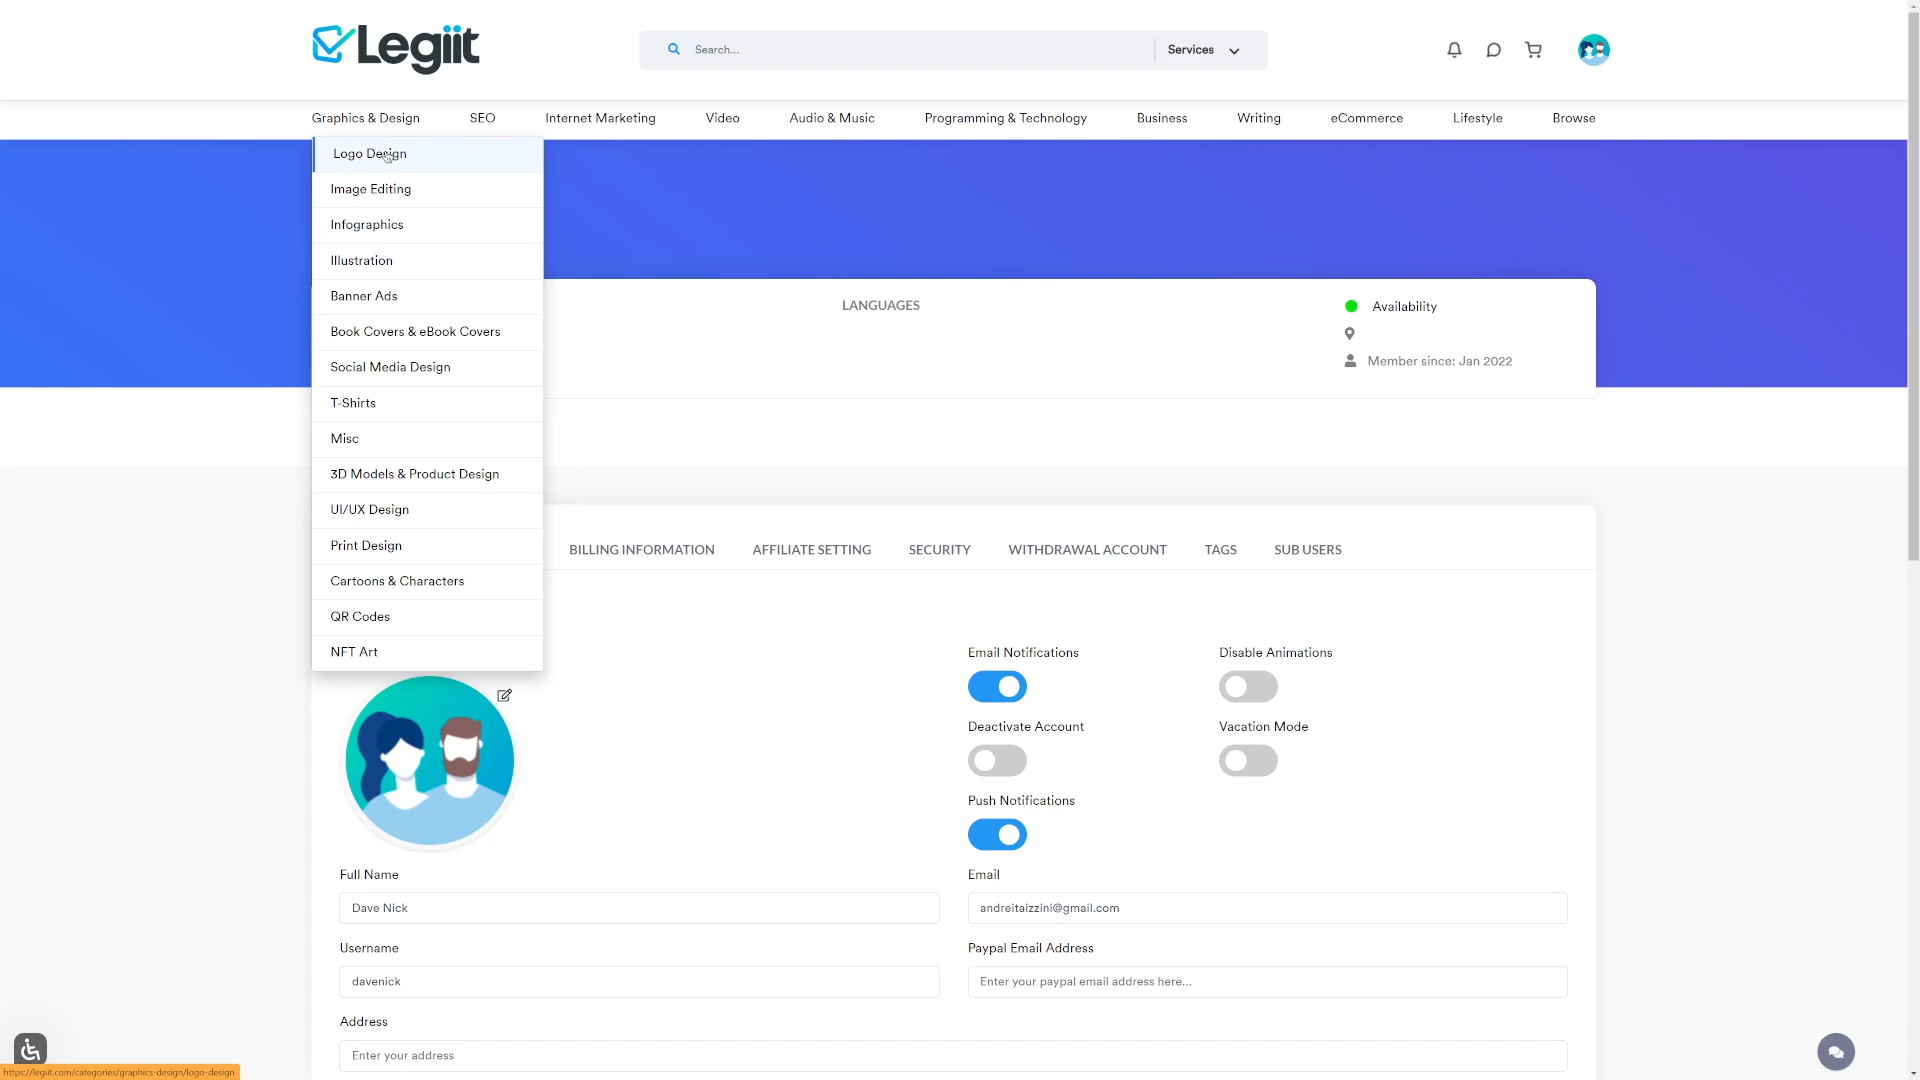 Legiit
Search...
Services
Graphics & Design
SEO
Internet Marketing
Video
Audio & Music
Programming & Technology
Business
Writing
eCommerce
Lifestyle
Browse
Logo Design
Image Editing
Infographics
Illustration
Banner Ads
Book Covers & eBook Covers
Social Media Design
T-Shirts
Misc
3D Models & Product Design
UI/UX Design
Print Design
Cartoons & Characters
QR Codes
NFT Art
LANGUAGES
Availability
Member since: Jan 2022
BILLING INFORMATION
AFFILIATE SETTING
SECURITY
WITHDRAWAL ACCOUNT
TAGS
SUB USERS
Email Notifications
Disable Animations
Deactivate Account
Vacation Mode
Push Notifications
Full Name
Email
Dave Nick
andreitaizzini@gmail.com
Username
Paypal Email Address
davenick
Enter your paypal email address here...
Address
Enter your address
https://legiit.com/categories/graphics-design/logo-design